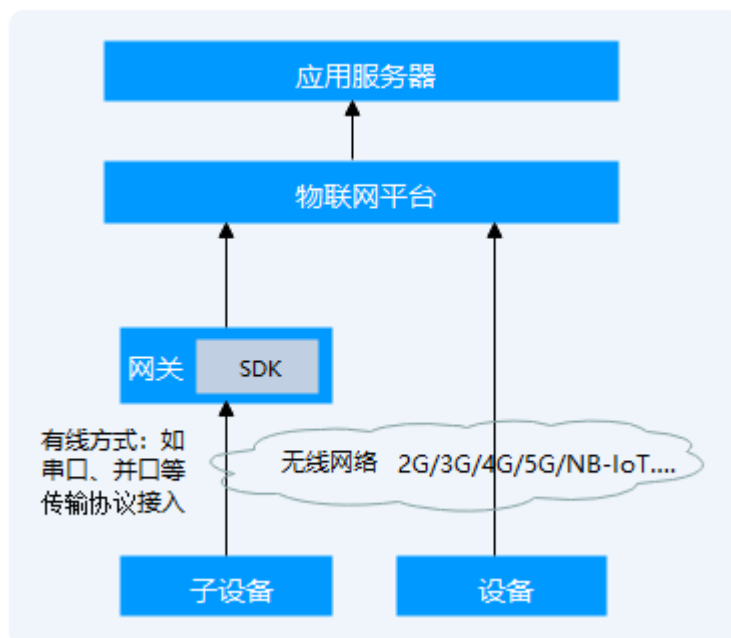 应用服务器
物联网平台
网关 SDK
有线方式：如
串口、并口等
传输协议接入
无线网络 2G/3G/4G/5G/NB-IoT....
子设备
设备